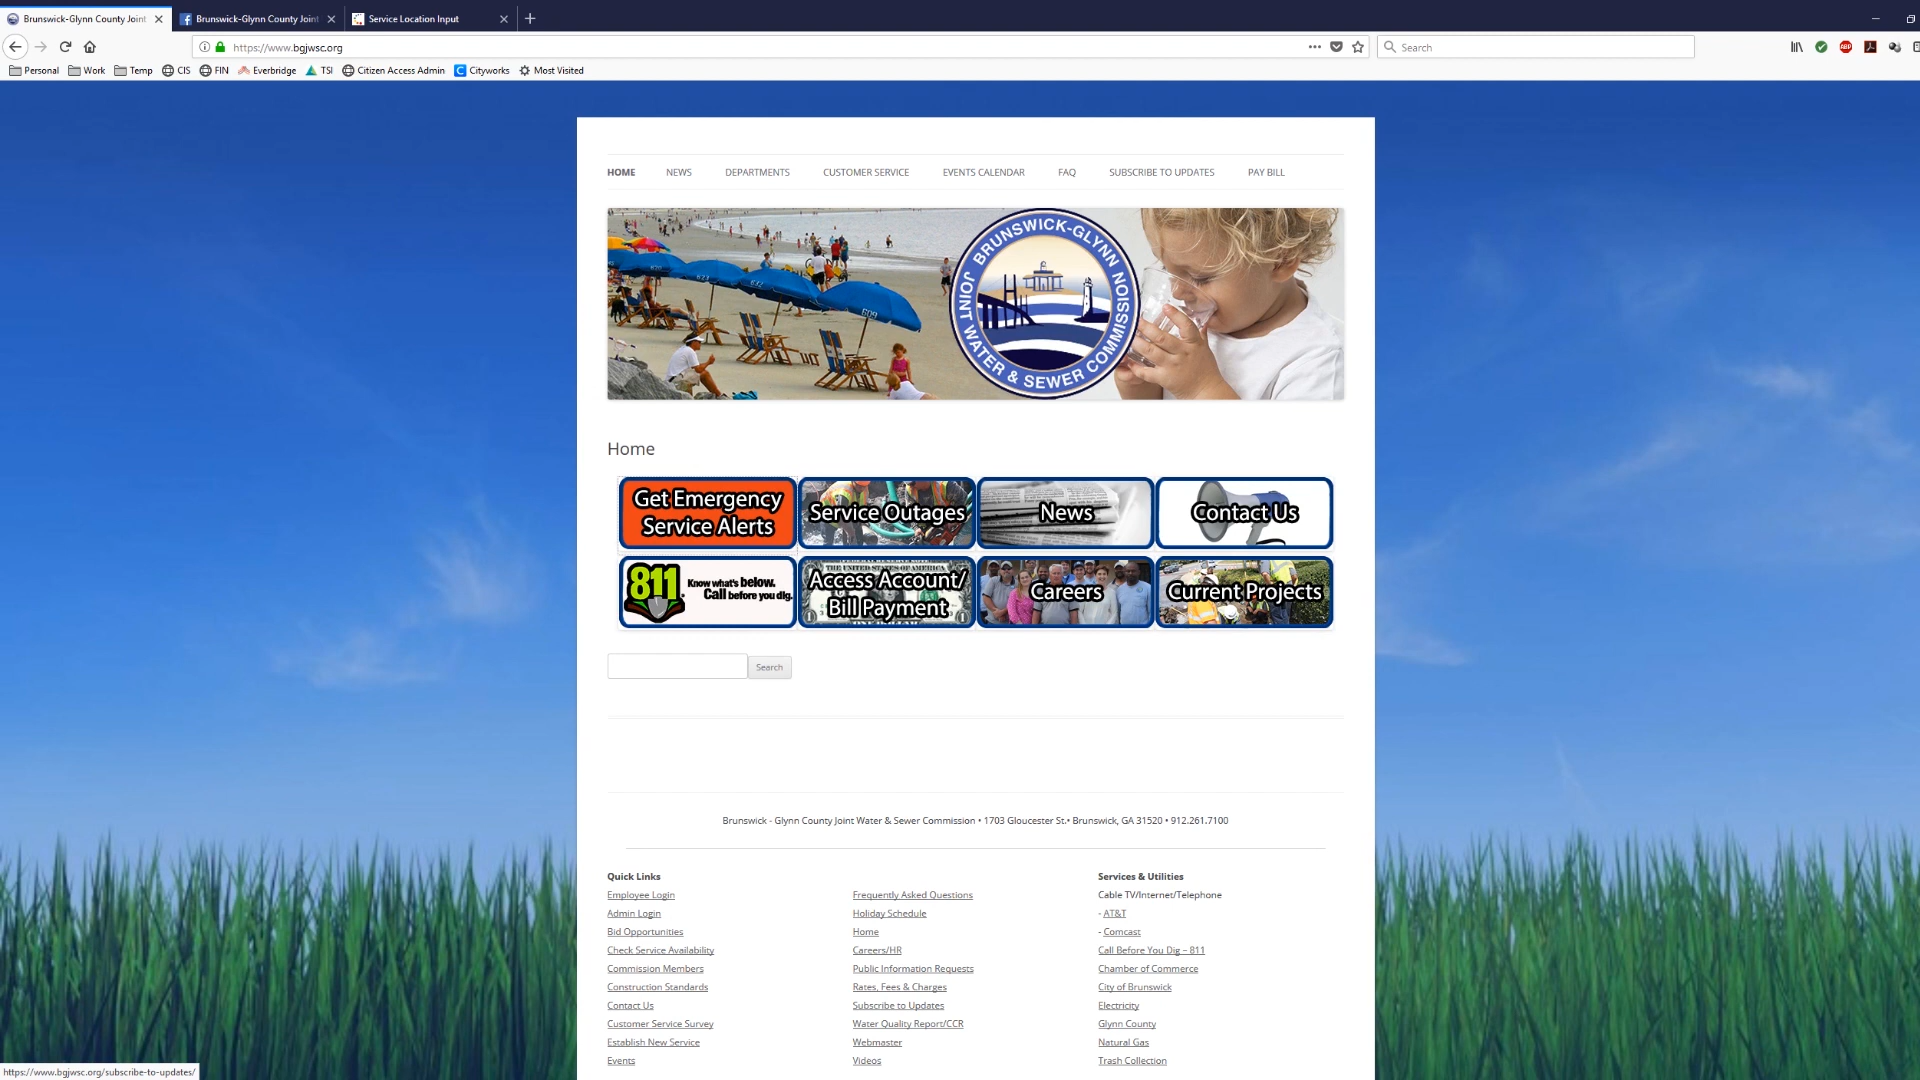 Brunswick-Glynn County Joint
Brunswick-Glynn County Joint
Service Location Input
https://www.bgjwsc.org
Search
Personal
Work
Temp
CIS
FIN
Everbridge
TSI
Citizen Access Admin
Cityworks
Most Visited
HOME
NEWS
DEPARTMENTS
CUSTOMER SERVICE
EVENTS CALENDAR
FAQ
SUBSCRIBE TO UPDATES
PAY BILL
BRUNSWICK-GLYNN
JOINT WATER & SEWER COMMISSION
609
Home
Get Emergency
Service Alerts
Service Outages
News
Contact Us
811 Know what's below.
Call before you dig.
THE UNITED STATES OF AMERICA
Access Account/
Bill Payment
Careers
Current Projects
Search
Brunswick - Glynn County Joint Water & Sewer Commission • 1703 Gloucester St.• Brunswick, GA 31520 • 912.261.7100
Quick Links
Employee Login
Admin Login
Bid Opportunities
Check Service Availability
Commission Members
Construction Standards
Contact Us
Customer Service Survey
Establish New Service
Events
Frequently Asked Questions
Holiday Schedule
Home
Careers/HR
Public Information Requests
Rates, Fees & Charges
Subscribe to Updates
Water Quality Report/CCR
Webmaster
Videos
Services & Utilities
Cable TV/Internet/Telephone
- AT&T
- Comcast
Call Before You Dig – 811
Chamber of Commerce
City of Brunswick
Electricity
Glynn County
Natural Gas
Trash Collection
https://www.bgjwsc.org/subscribe-to-updates/